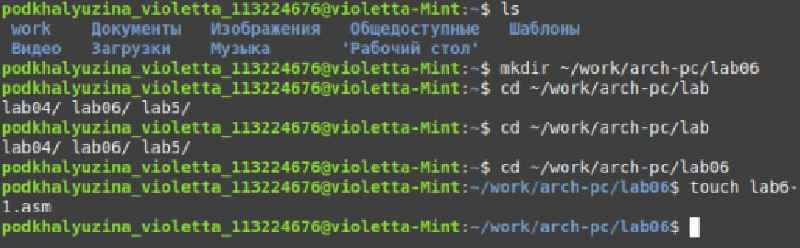 podkhalyuzina_violetta_113224676@violetta-Mint:~$ ls
work Документы Изображения Общедоступные Шаблоны
Видео Загрузки Музыка 'Рабочий стол'
podkhalyuzina_violetta_113224676@violetta-Mint:~$ mkdir ~/work/arch-pc/lab06
podkhalyuzina_violetta_113224676@violetta-Mint:~$ cd ~/work/arch-pc/lab
lab04/ lab06/ lab5/
podkhalyuzina_violetta_113224676@violetta-Mint:~$ cd ~/work/arch-pc/lab
lab04/ lab06/ lab5/
podkhalyuzina_violetta_113224676@violetta-Mint:~$ cd ~/work/arch-pc/lab06
podkhalyuzina_violetta_113224676@violetta-Mint:~/work/arch-pc/lab06$ touch lab6-
1.asm
podkhalyuzina_violetta_113224676@violetta-Mint:~/work/arch-pc/lab06$